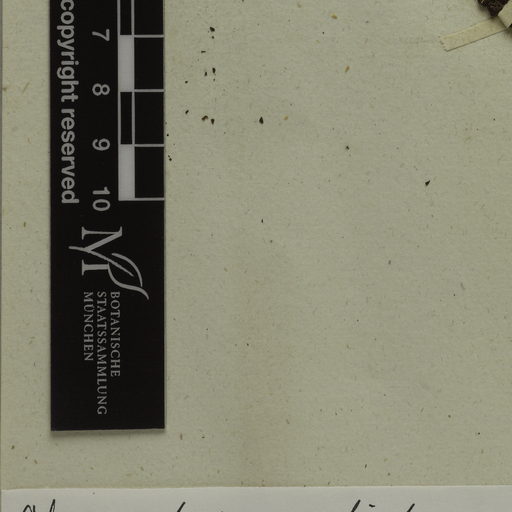 copyright reserved
7
8
9
10
BOTANISCHE
STAATSSAMMLUNG
MÜNCHEN